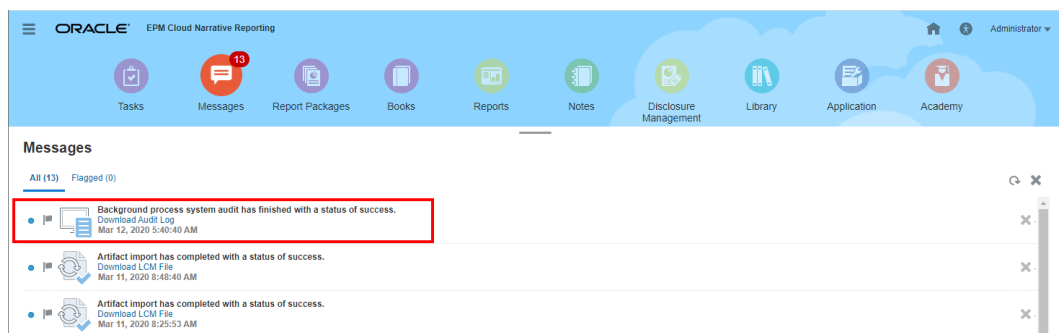 ORACLE® EPM Cloud Narrative Reporting
Administrator
13
Tasks
Messages
Report Packages
Books
Reports
Notes
Disclosure
Management
Library
Application
Academy
Messages
All (13) Flagged (0)
Background process system audit has finished with a status of success.
Download Audit Log
Mar 12, 2020 5:40:40 AM
Artifact import has completed with a status of success.
Download LCM File
Mar 11, 2020 8:48:40 AM
Artifact import has completed with a status of success.
Download LCM File
Mar 11, 2020 8:25:53 AM